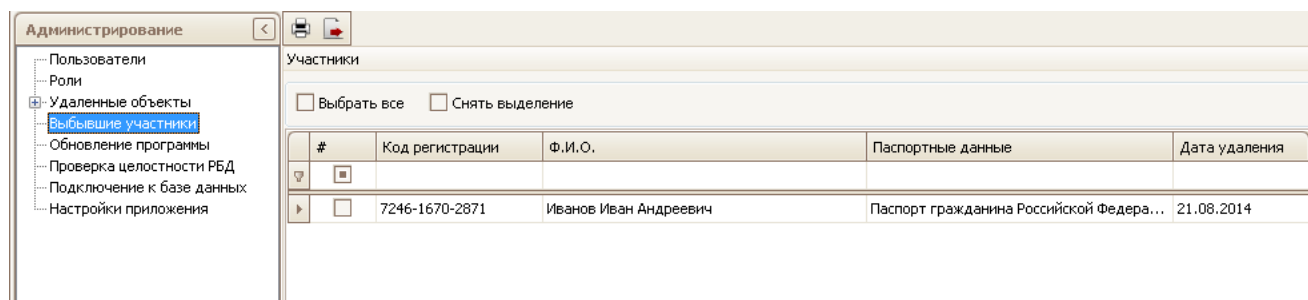 Администрирование
Пользователи
Роли
Удаленные объекты
Выбывшие участники
Обновление программы
Проверка целостности РБД
Подключение к базе данных
Настройки приложения
Участники
Выбрать все Снять выделение
# Код регистрации Ф.И.О. Паспортные данные Дата удаления
7246-1670-2871 Иванов Иван Андреевич Паспорт гражданина Российской Федера... 21.08.2014